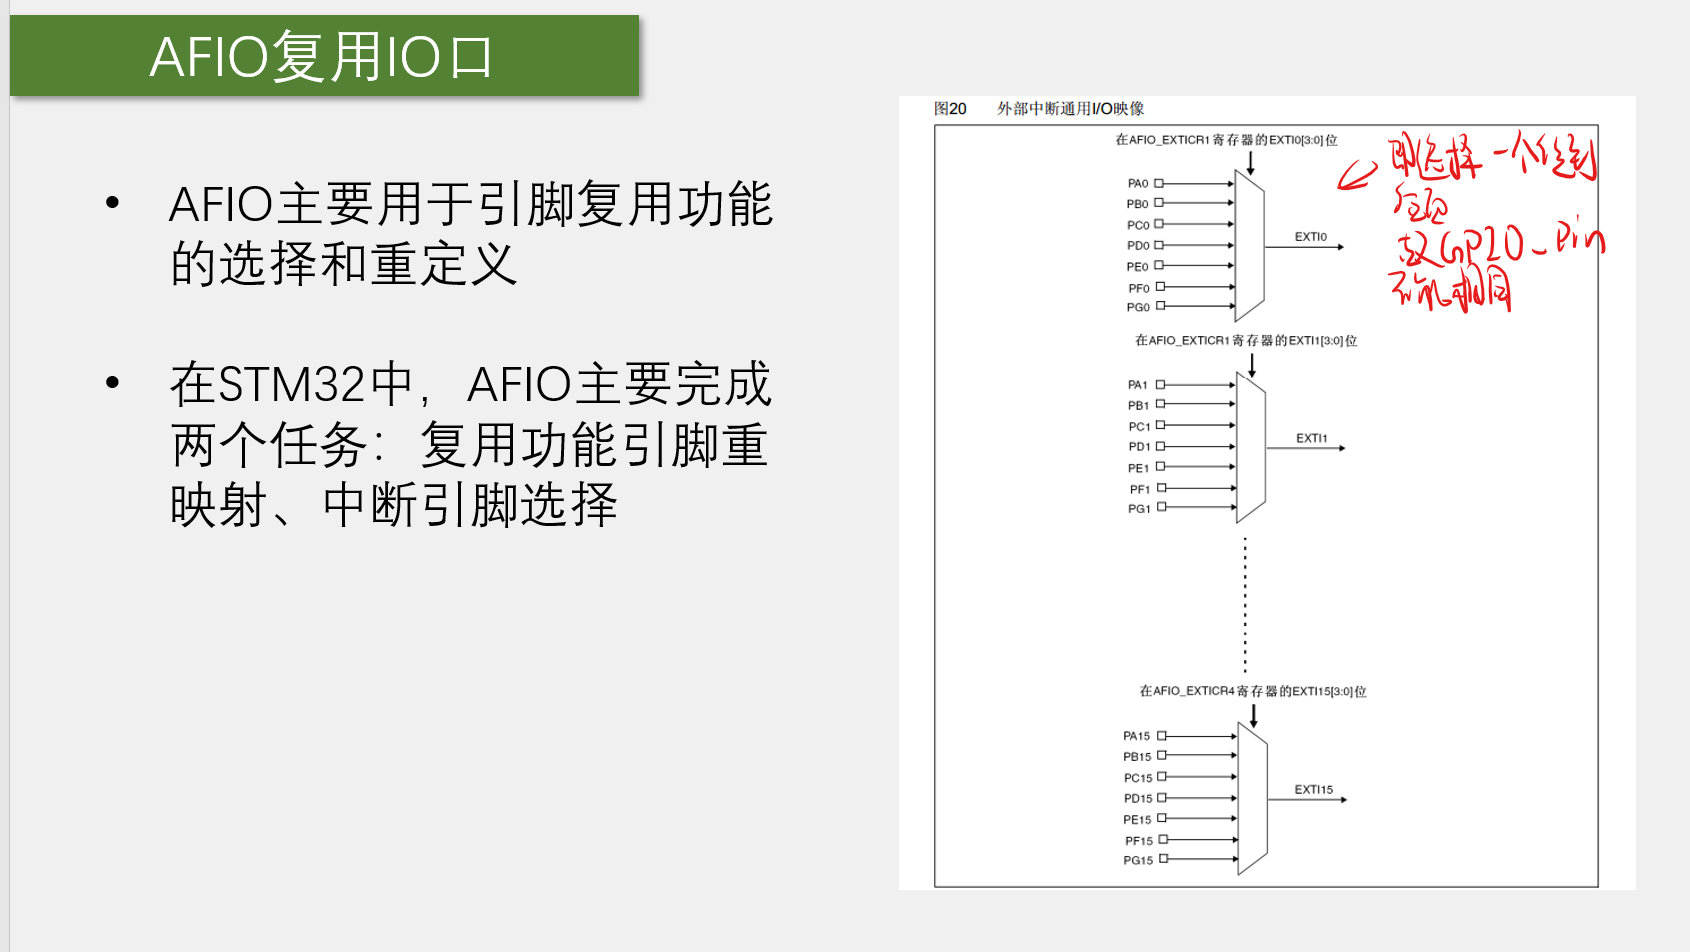 AFIO复用IO口
• AFIO主要用于引脚复用功能
的选择和重定义
• 在STM32中，AFIO主要完成
两个任务：复用功能引脚重
映射、中断引脚选择
图20 外部中断通用I/O映像
在AFIO_EXTICR1寄存器的EXTI0[3:0]位
PA0
PB0
PC0
PD0
PE0
PF0
PG0
EXTI0
即选择一个任到
故GPIO_Pin
不能相同
在AFIO_EXTICR1寄存器的EXTI1[3:0]位
PA1
PB1
PC1
PD1
PE1
PF1
PG1
EXTI1
在AFIO_EXTICR4寄存器的EXTI15[3:0]位
PA15
PB15
PC15
PD15
PE15
PF15
PG15
EXTI15